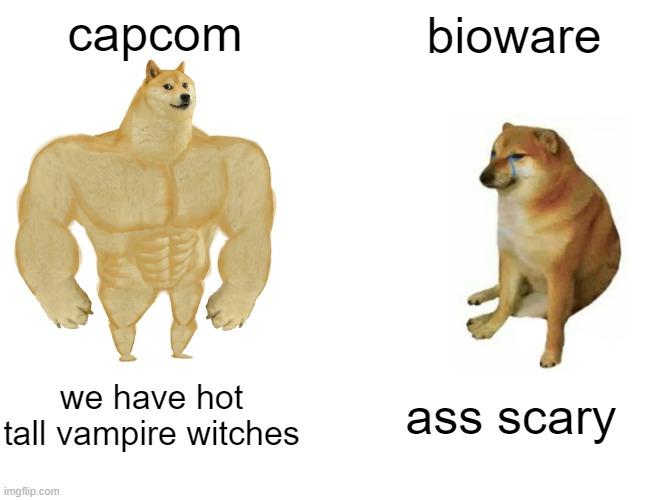 capcom
bioware
we have hot
tall vampire witches
ass scary
imgflip.com